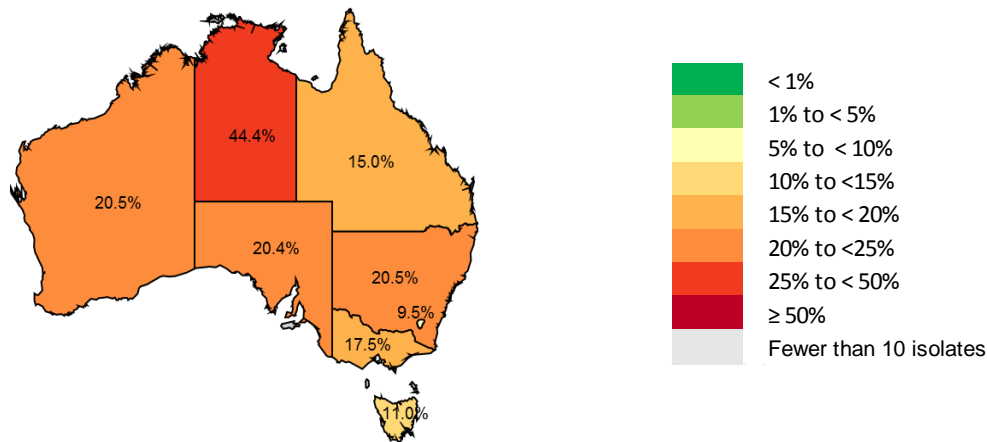 44.4%
15.0%
20.5%
20.4%
20.5%
9.5%
17.5%
11.0%
< 1%
1% to < 5%
5% to < 10%
10% to <15%
15% to < 20%
20% to <25%
25% to < 50%
≥ 50%
Fewer than 10 isolates